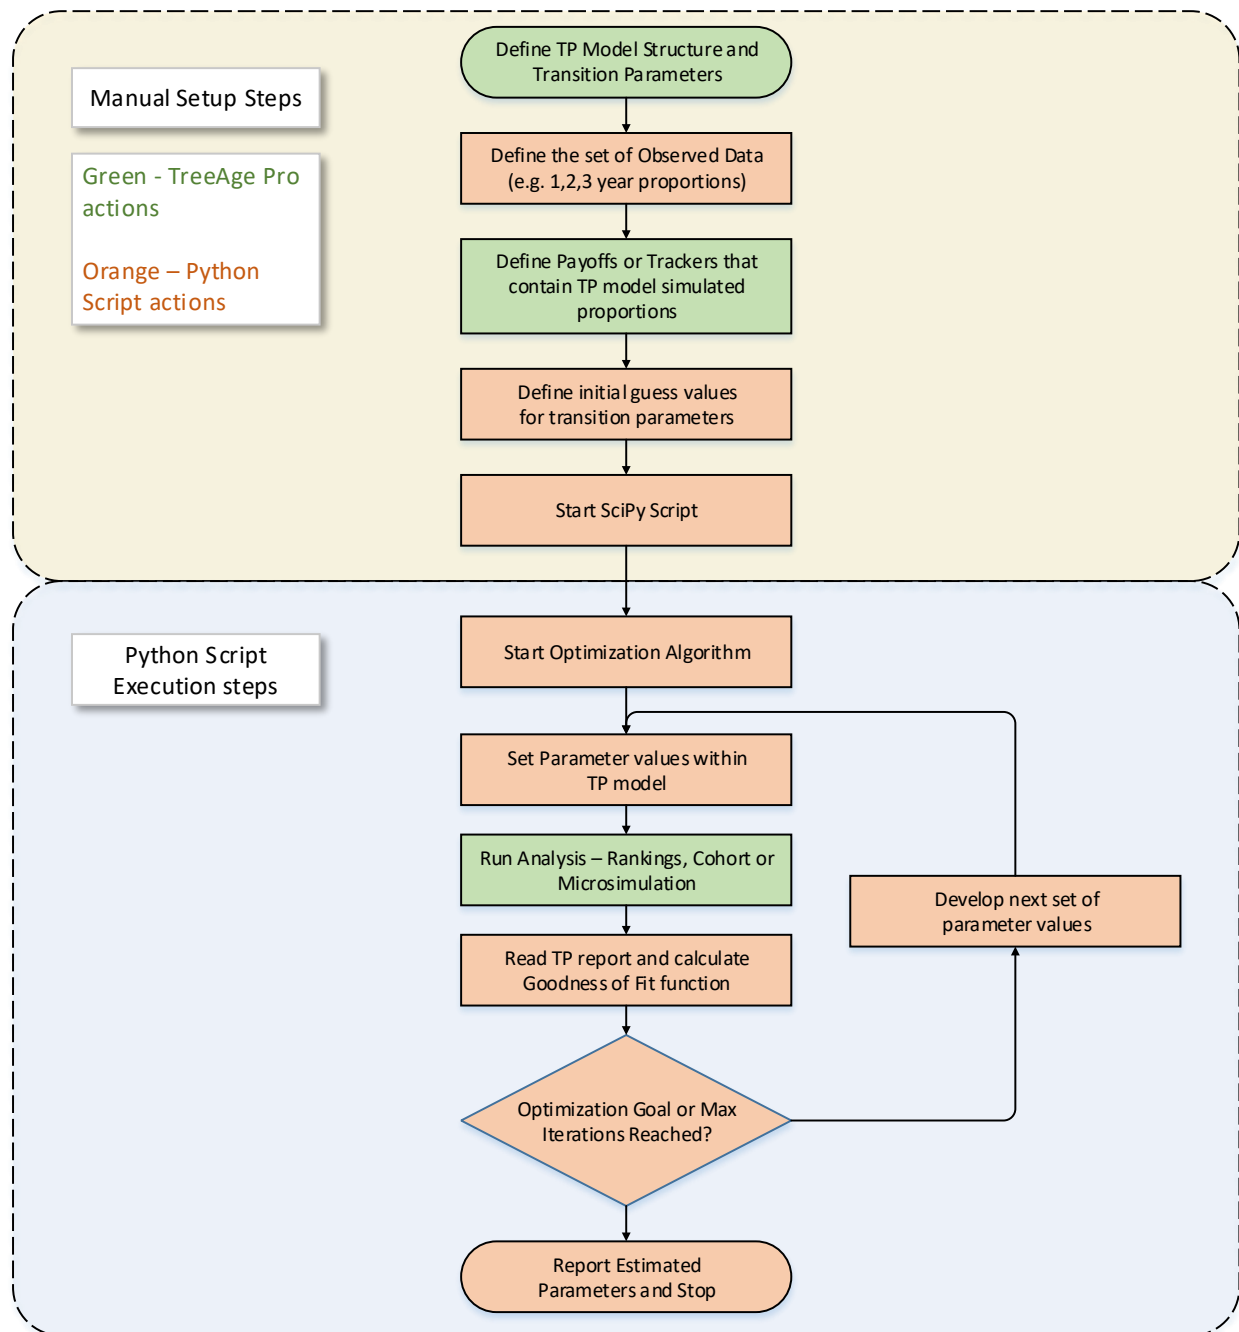 Define TP Model Structure and
Transition Parameters
Manual Setup Steps
Green - TreeAge Pro
actions
Orange – Python
Script actions
Define the set of Observed Data
(e.g. 1,2,3 year proportions)
Define Payoffs or Trackers that
contain TP model simulated
proportions
Define initial guess values
for transition parameters
Start SciPy Script
Python Script
Execution steps
Start Optimization Algorithm
Set Parameter values within
TP model
Run Analysis – Rankings, Cohort or
Microsimulation
Develop next set of
parameter values
Read TP report and calculate
Goodness of Fit function
Optimization Goal or Max
Iterations Reached?
Report Estimated
Parameters and Stop